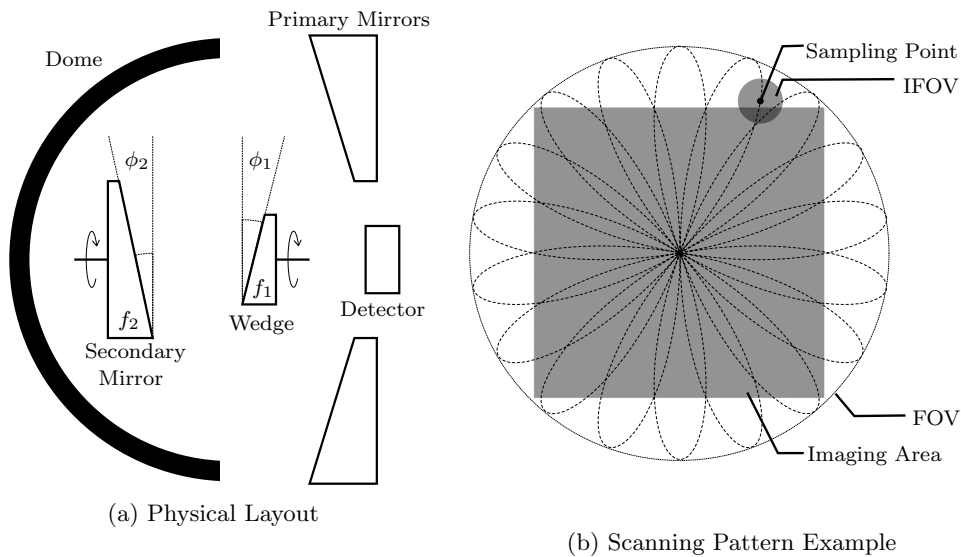 Primary Mirrors
Dome
ϕ₂
ϕ₁
f₂
f₁
Wedge
Detector
Secondary
Mirror
(a) Physical Layout
Sampling Point
IFOV
FOV
Imaging Area
(b) Scanning Pattern Example